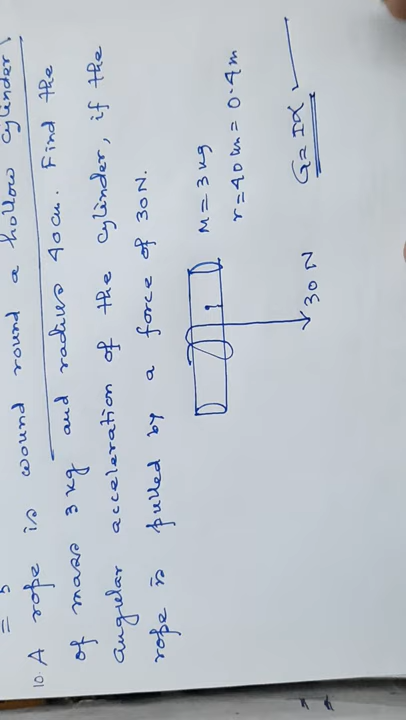 = 5
10. A rope is wound round a hollow cylinder
of mass 3 kg and radius 40 cm. Find the
angular acceleration of the cylinder, if the
rope is pulled by a force of 30 N.
M = 3 kg
r = 40 cm = 0.4 m
30 N
G = Iα